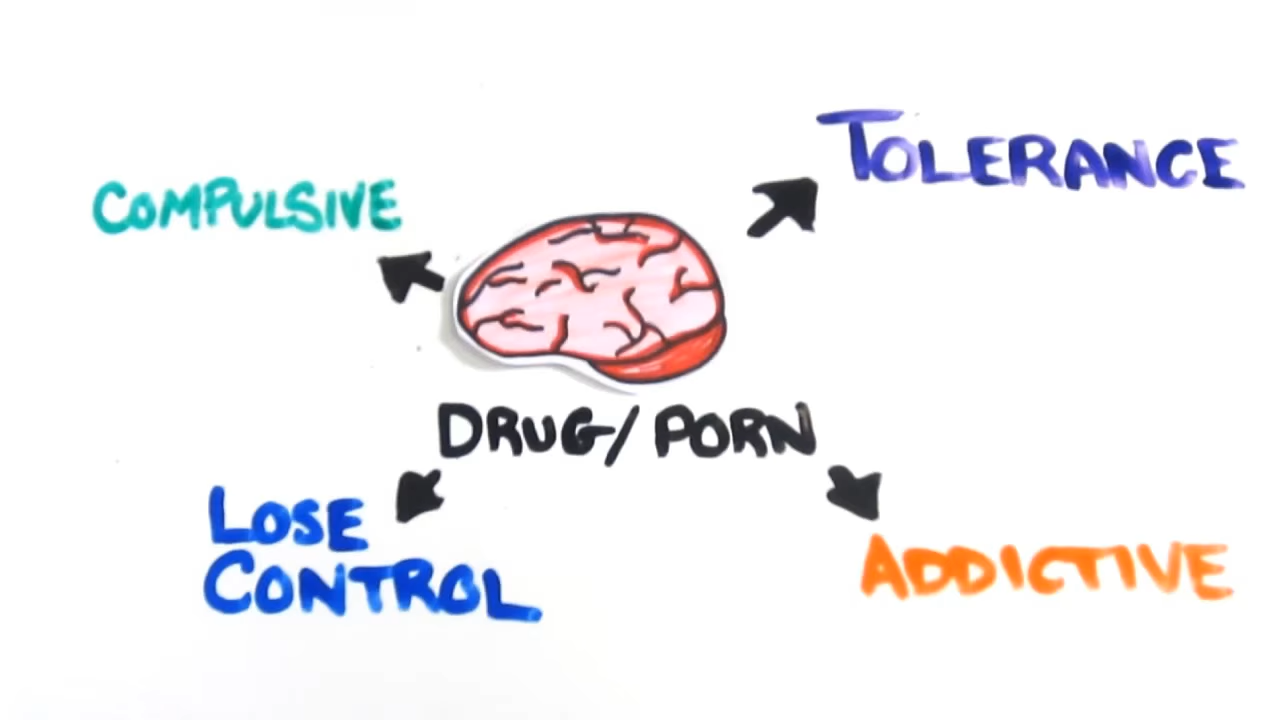 TOLERANCE
COMPULSIVE
DRUG/PORN
LOSE
CONTROL
ADDICTIVE